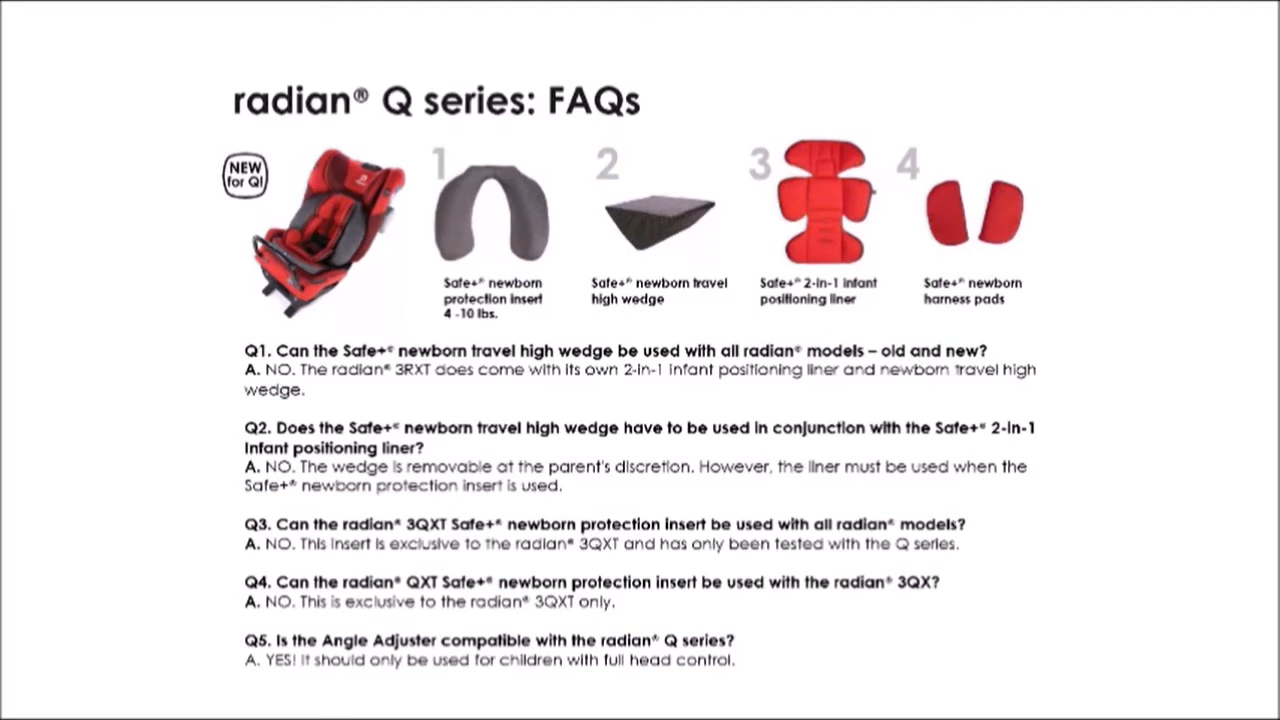 radian® Q series: FAQs
NEW
for Q!
1
2
3
4
Safe+® newborn
protection insert
4 -10 lbs.
Safe+® newborn travel
high wedge
Safe+® 2-in-1 infant
positioning liner
Safe+® newborn
harness pads
Q1. Can the Safe+® newborn travel high wedge be used with all radian® models – old and new?
A. NO. The radian® 3RXT does come with its own 2-in-1 infant positioning liner and newborn travel high
wedge.
Q2. Does the Safe+® newborn travel high wedge have to be used in conjunction with the Safe+® 2-in-1
infant positioning liner?
A. NO. The wedge is removable at the parent's discretion. However, the liner must be used when the
Safe+® newborn protection insert is used.
Q3. Can the radian® 3QXT Safe+® newborn protection insert be used with all radian® models?
A. NO. This insert is exclusive to the radian® 3QXT and has only been tested with the Q series.
Q4. Can the radian® QXT Safe+® newborn protection insert be used with the radian® 3QX?
A. NO. This is exclusive to the radian® 3QXT only.
Q5. Is the Angle Adjuster compatible with the radian® Q series?
A. YES! It should only be used for children with full head control.